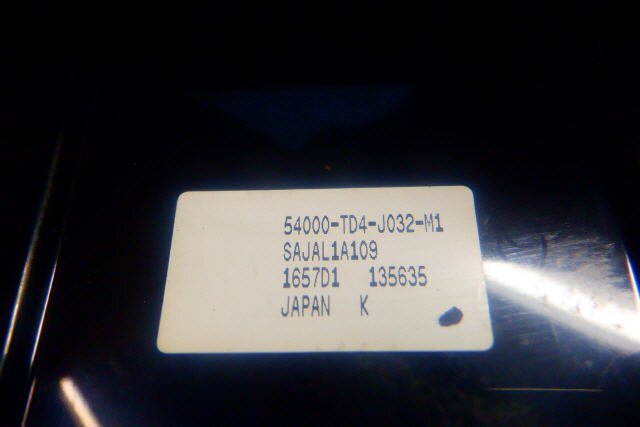 54000-TD4-J032-M1
SAJAL1A109
1657D1 135635
JAPAN K